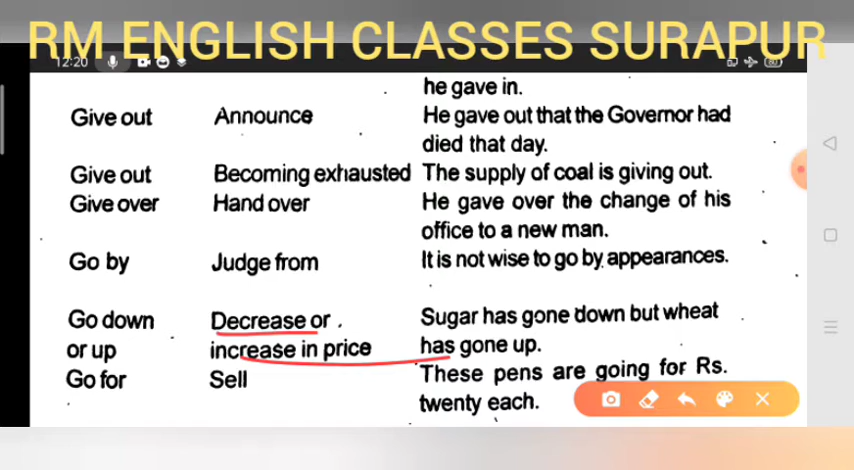 RM ENGLISH CLASSES SURAPUR
12:20
he gave in.
Give out Announce He gave out that the Governor had
died that day.
Give out Becoming exhausted The supply of coal is giving out.
Give over Hand over He gave over the change of his
office to a new man.
Go by Judge from It is not wise to go by appearances.
Go down Decrease or Sugar has gone down but wheat
or up increase in price has gone up.
Go for Sell These pens are going for Rs.
twenty each.